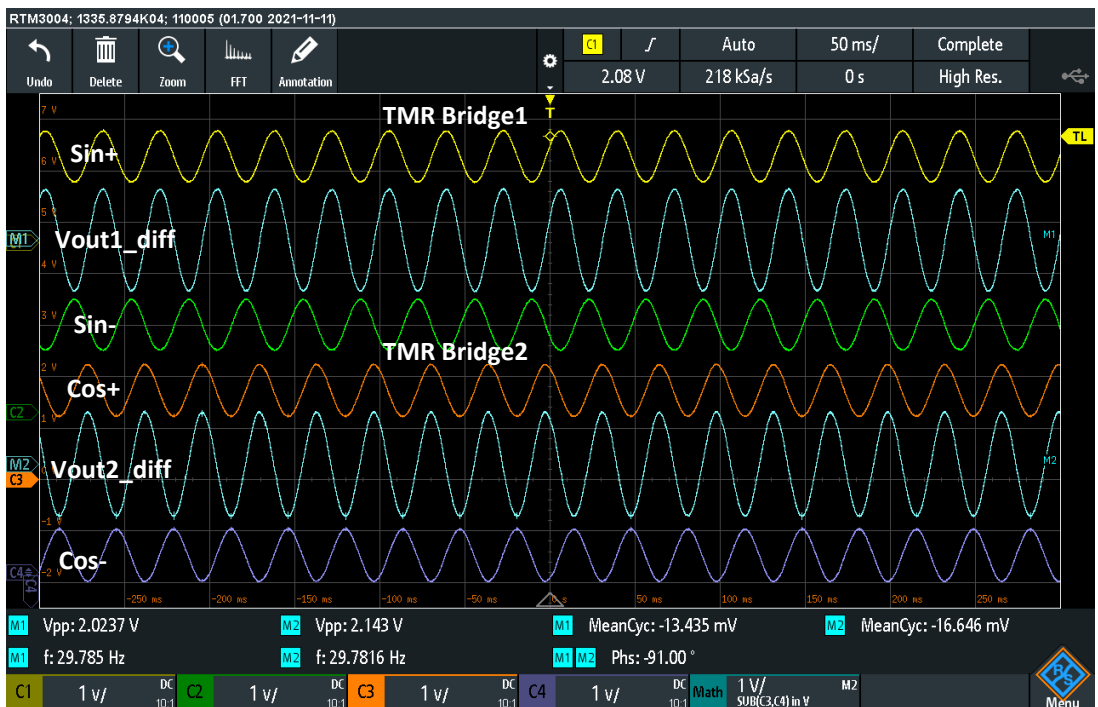 RTM3004; 1335.8794K04; 110005 (01.700 2021-11-11)
Undo Delete Zoom FFT Annotation
C1 Auto 50 ms/ Complete
2.08 V 218 kSa/s 0 s High Res.
7 V
T
TMR Bridge1
TL
6 V
Sin+
5 V
M1
Vout1_diff
M1
4 V
3 V
Sin-
2 V
TMR Bridge2
Cos+
C2
1 V
M2
Vout2_diff
M2
C3
-1 V
Cos-
C4
-2 V
C4
-250 ms -200 ms -150 ms -100 ms -50 ms 0 s 50 ms 100 ms 150 ms 200 ms 250 ms
M1 Vpp: 2.0237 V M2 Vpp: 2.143 V M1 MeanCyc: -13.435 mV M2 MeanCyc: -16.646 mV
M1 f: 29.785 Hz M2 f: 29.7816 Hz M1 M2 Phs: -91.00 °
C1 1 V/ DC 10:1 C2 1 V/ DC 10:1 C3 1 V/ DC 10:1 C4 1 V/ DC 10:1 Math 1 V/ SUB(C3,C4) in V M2
R&S
Menu